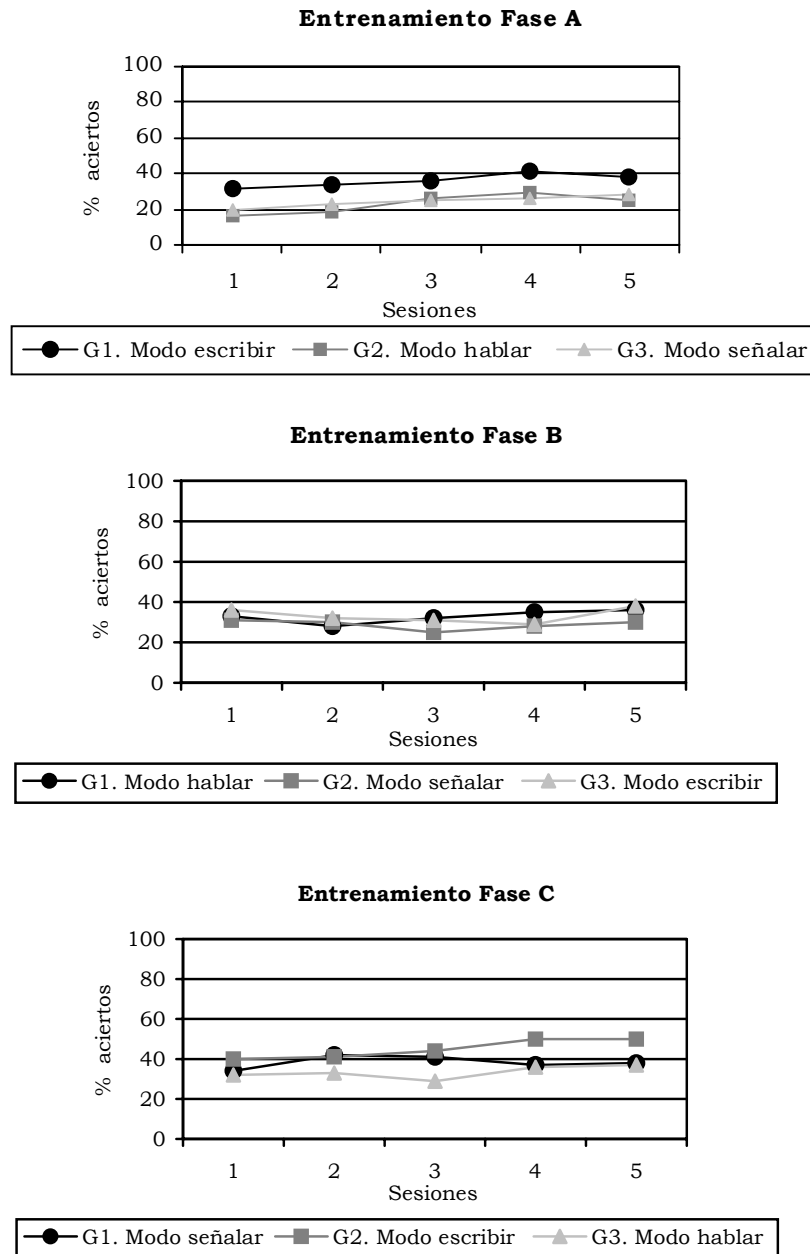 Entrenamiento Fase A
100
80
60
40
20
0
% aciertos
1 2 3 4 5
Sesiones
G1. Modo escribir G2. Modo hablar G3. Modo señalar
Entrenamiento Fase B
100
80
60
40
20
0
% aciertos
1 2 3 4 5
Sesiones
G1. Modo hablar G2. Modo señalar G3. Modo escribir
Entrenamiento Fase C
100
80
60
40
20
0
% aciertos
1 2 3 4 5
Sesiones
G1. Modo señalar G2. Modo escribir G3. Modo hablar